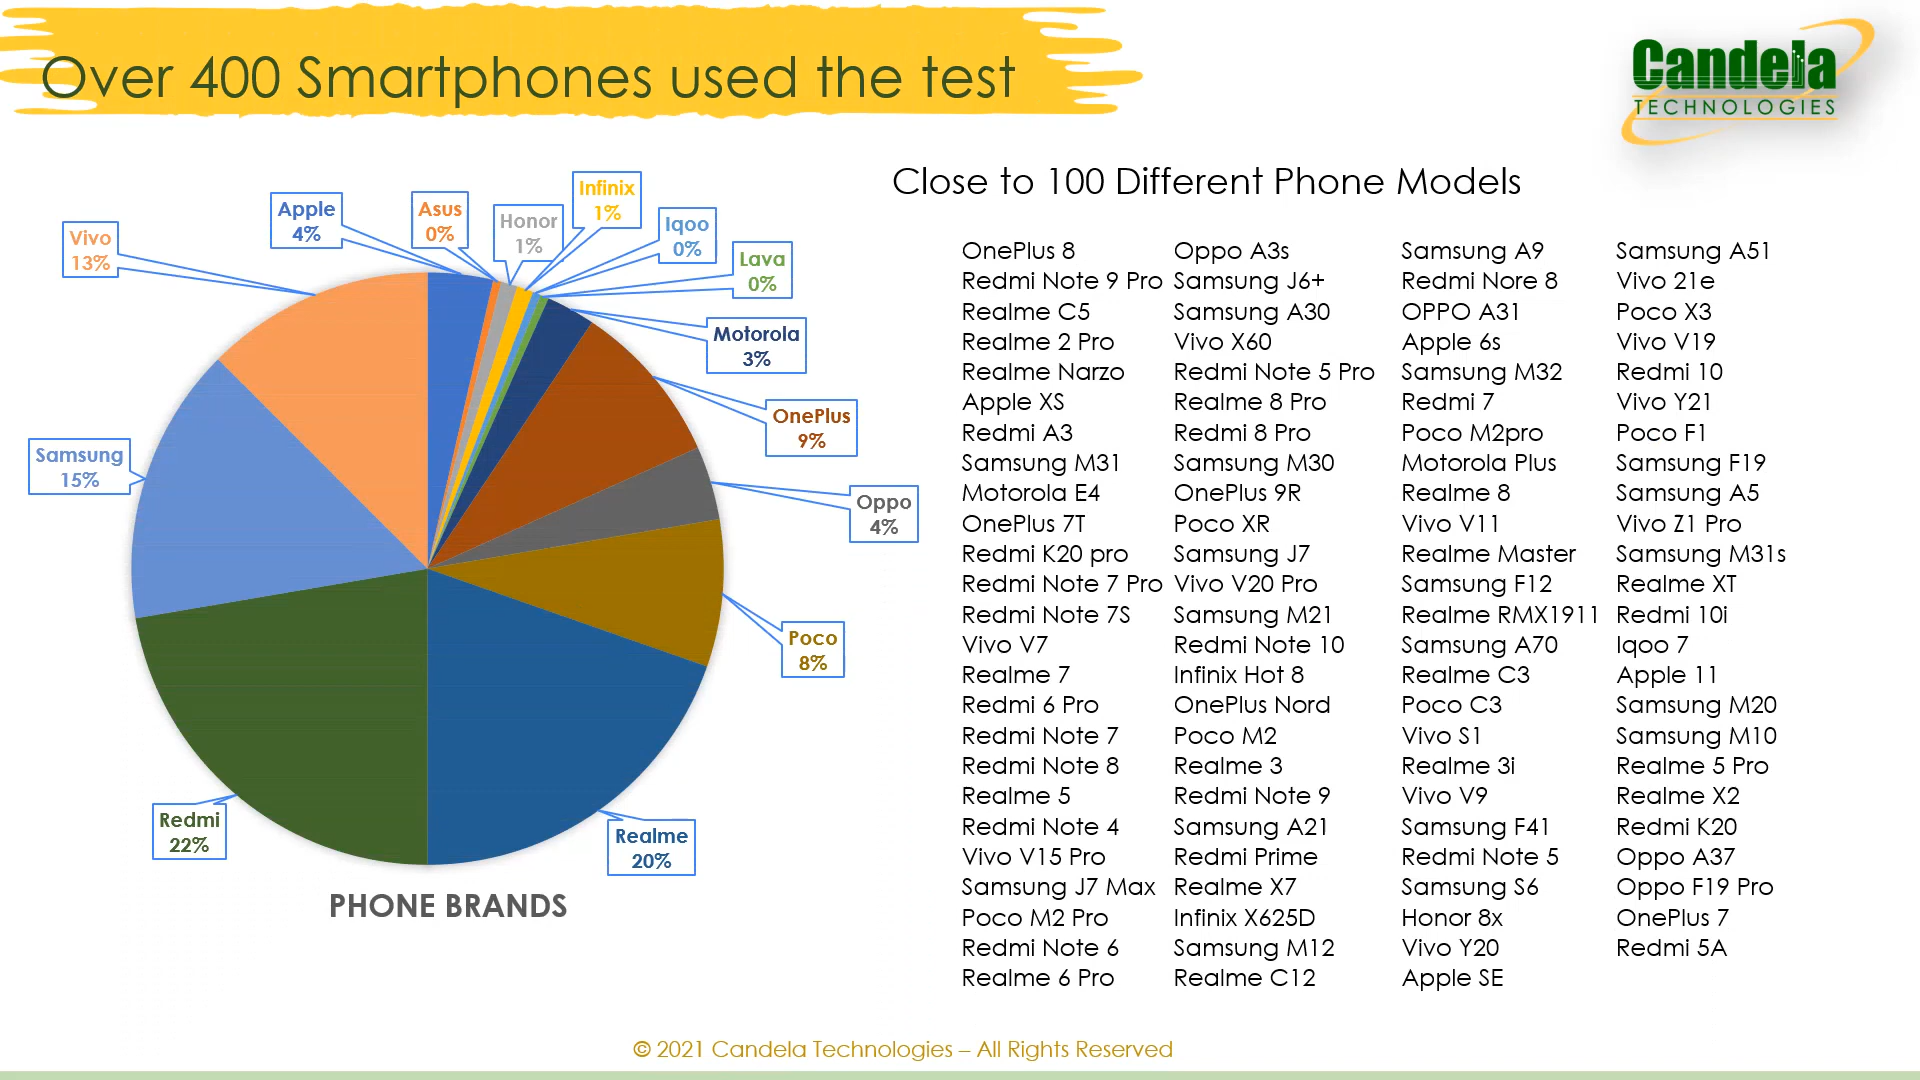 Over 400 Smartphones used the test
Candela
TECHNOLOGIES
Close to 100 Different Phone Models
Vivo
13%
Apple
4%
Asus
0%
Honor
1%
Infinix
1%
Iqoo
0%
Lava
0%
Motorola
3%
OnePlus
9%
Oppo
4%
Poco
8%
Realme
20%
Redmi
22%
Samsung
15%
PHONE BRANDS
OnePlus 8
Redmi Note 9 Pro
Realme C5
Realme 2 Pro
Realme Narzo
Apple XS
Redmi A3
Samsung M31
Motorola E4
OnePlus 7T
Redmi K20 pro
Redmi Note 7 Pro
Redmi Note 7S
Vivo V7
Realme 7
Redmi 6 Pro
Redmi Note 7
Redmi Note 8
Realme 5
Redmi Note 4
Vivo V15 Pro
Samsung J7 Max
Poco M2 Pro
Redmi Note 6
Realme 6 Pro
Oppo A3s
Samsung J6+
Samsung A30
Vivo X60
Redmi Note 5 Pro
Realme 8 Pro
Redmi 8 Pro
Samsung M30
OnePlus 9R
Poco XR
Samsung J7
Vivo V20 Pro
Samsung M21
Redmi Note 10
Infinix Hot 8
OnePlus Nord
Poco M2
Realme 3
Redmi Note 9
Samsung A21
Redmi Prime
Realme X7
Infinix X625D
Samsung M12
Realme C12
Samsung A9
Redmi Nore 8
OPPO A31
Apple 6s
Samsung M32
Redmi 7
Poco M2pro
Motorola Plus
Realme 8
Vivo V11
Realme Master
Samsung F12
Realme RMX1911
Samsung A70
Realme C3
Poco C3
Vivo S1
Realme 3i
Vivo V9
Samsung F41
Redmi Note 5
Samsung S6
Honor 8x
Vivo Y20
Apple SE
Samsung A51
Vivo 21e
Poco X3
Vivo V19
Redmi 10
Vivo Y21
Poco F1
Samsung F19
Samsung A5
Vivo Z1 Pro
Samsung M31s
Realme XT
Redmi 10i
Iqoo 7
Apple 11
Samsung M20
Samsung M10
Realme 5 Pro
Realme X2
Redmi K20
Oppo A37
Oppo F19 Pro
OnePlus 7
Redmi 5A
© 2021 Candela Technologies – All Rights Reserved